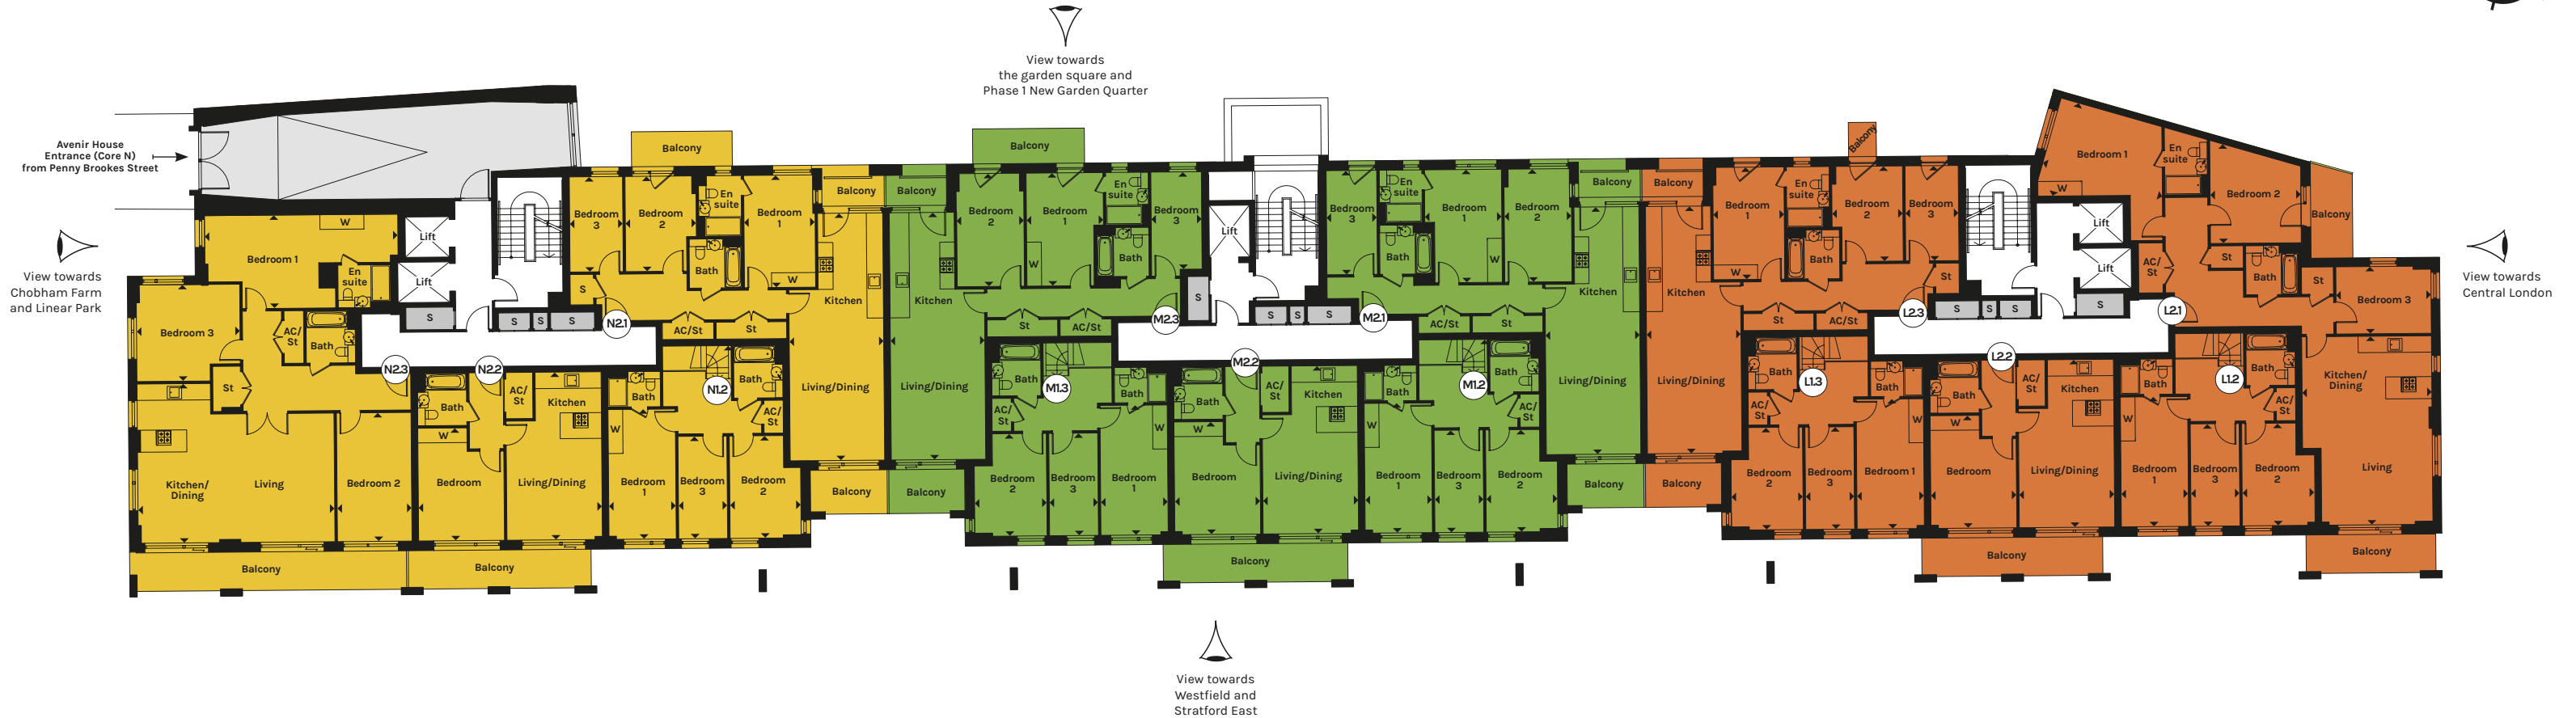 View towards
the garden square and
Phase 1 New Garden Quarter
Avenir House
Entrance (Core N)
from Penny Brookes Street
View towards
Chobham Farm
and Linear Park
View towards
Central London
View towards
Westfield and
Stratford East
Bedroom 1
W
En
suite
Lift
Lift
S
S
S
S
Bedroom 3
AC/
St
Bath
St
Kitchen/
Dining
Living
Bedroom 2
Balcony
N2.3
N2.2
Bath
W
AC/
St
Kitchen
Bedroom
Living/Dining
Balcony
Balcony
Bedroom
3
Bedroom
2
En
suite
Bedroom
1
Bath
W
S
N2.1
AC/St
St
Balcony
Kitchen
Living/Dining
Balcony
Bath
N1.2
Bath
W
AC/
St
Bedroom
1
Bedroom
3
Bedroom
2
Balcony
Balcony
Kitchen
Living/Dining
Balcony
Bedroom
2
Bedroom
1
W
En
suite
Bath
Bedroom
3
St
AC/St
M2.3
S
Lift
S
S
S
Bath
M1.3
AC/
St
Bath
W
Bedroom
2
Bedroom
3
Bedroom
1
M2.2
Bath
W
AC/
St
Kitchen
Bedroom
Living/Dining
Balcony
Bedroom
3
En
suite
Bath
Bedroom
1
W
Bedroom
2
M2.1
AC/St
St
Balcony
Kitchen
Living/Dining
Balcony
Bath
M1.2
Bath
W
AC/
St
Bedroom
1
Bedroom
3
Bedroom
2
Balcony
Kitchen
Living/Dining
Balcony
Balcony
Bedroom
1
W
En
suite
Bath
Bedroom
2
Bedroom
3
St
St
AC/St
L2.3
S
S
S
Lift
Lift
S
Bath
L1.3
AC/
St
Bath
W
Bedroom
2
Bedroom
3
Bedroom 1
L2.2
Bath
W
AC/
St
Kitchen
Bedroom
Living/Dining
Balcony
Bedroom 1
W
En
suite
Bedroom 2
Balcony
AC/
St
St
Bath
St
Bedroom 3
L2.1
Kitchen/
Dining
Living
Balcony
Bath
L1.2
Bath
W
AC/
St
Bedroom
1
Bedroom
3
Bedroom
2